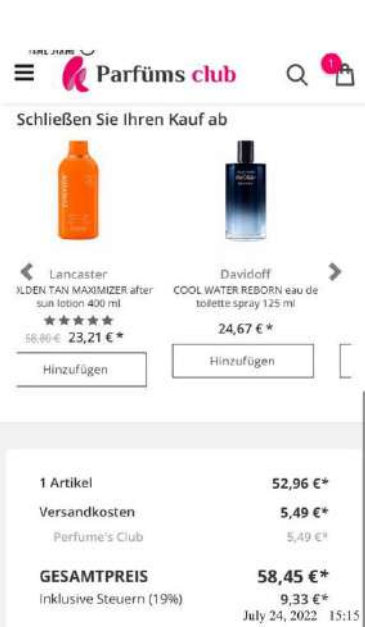 Parfüms club
1
Schließen Sie Ihren Kauf ab
LANCASTER
Lancaster
OLDEN TAN MAXIMIZER after
sun lotion 400 ml
★★★★★
58,80 € 23,21 € *
Hinzufügen
Davidoff
COOL WATER REBORN eau de
toilette spray 125 ml
24,67 € *
Hinzufügen
1 Artikel 52,96 €*
Versandkosten 5,49 €*
Perfume's Club 5,49 €*
GESAMTPREIS 58,45 €*
Inklusive Steuern (19%) 9,33 €*
July 24, 2022 15:15